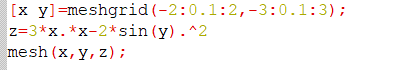 [x y]=meshgrid(-2:0.1:2,-3:0.1:3);
z=3*x.*x-2*sin(y).^2
mesh(x,y,z);